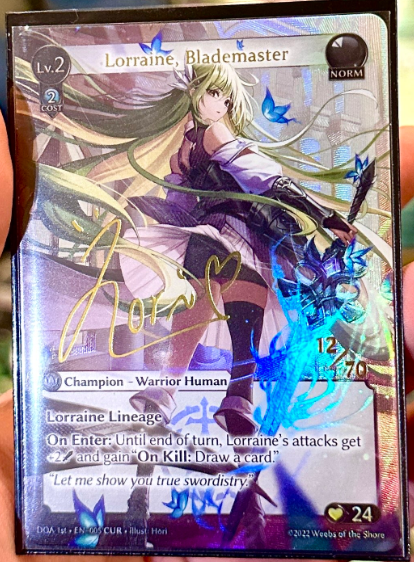 Lv.2
Lorraine, Blademaster
NORM
2
COST
Hori
12/70
Champion – Warrior Human
Lorraine Lineage
On Enter: Until end of turn, Lorraine's attacks get
+2 and gain "On Kill: Draw a card."
"Let me show you true swordistry."
24
DOA 1st • EN-005 CUR • Illust. Hori
©2022 Weebs of the Shore